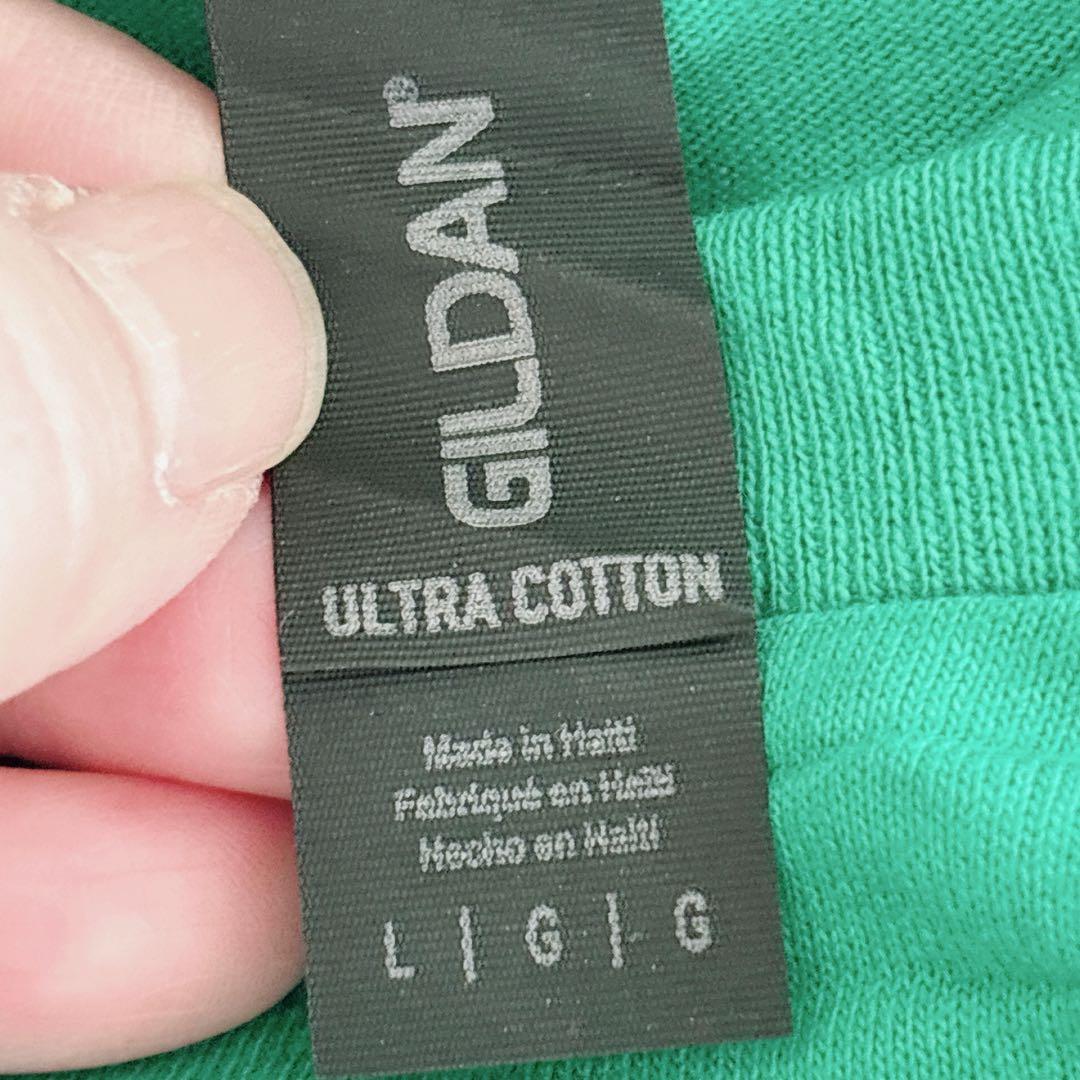 GILDAN®
ULTRA COTTON
Made in Haiti
Fabriqué en Haïti
Hecho en Haití
L | G | G